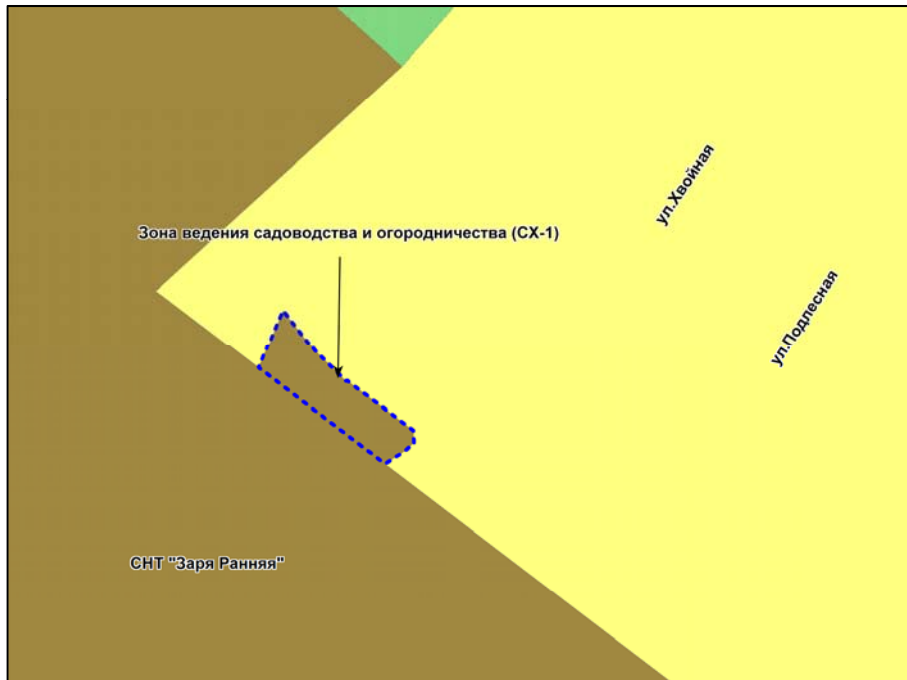 ул.Хвойная
Зона ведения садоводства и огородничества (СХ-1)
ул.Подлесная
СНТ "Заря Ранняя"